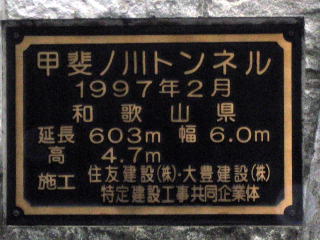 甲斐ノ川トンネル
1997年2月
和歌山県
延長 603m 幅 6.0m
高 4.7m
施工 住友建設(株)・大豊建設(株)
特定建設工事共同企業体